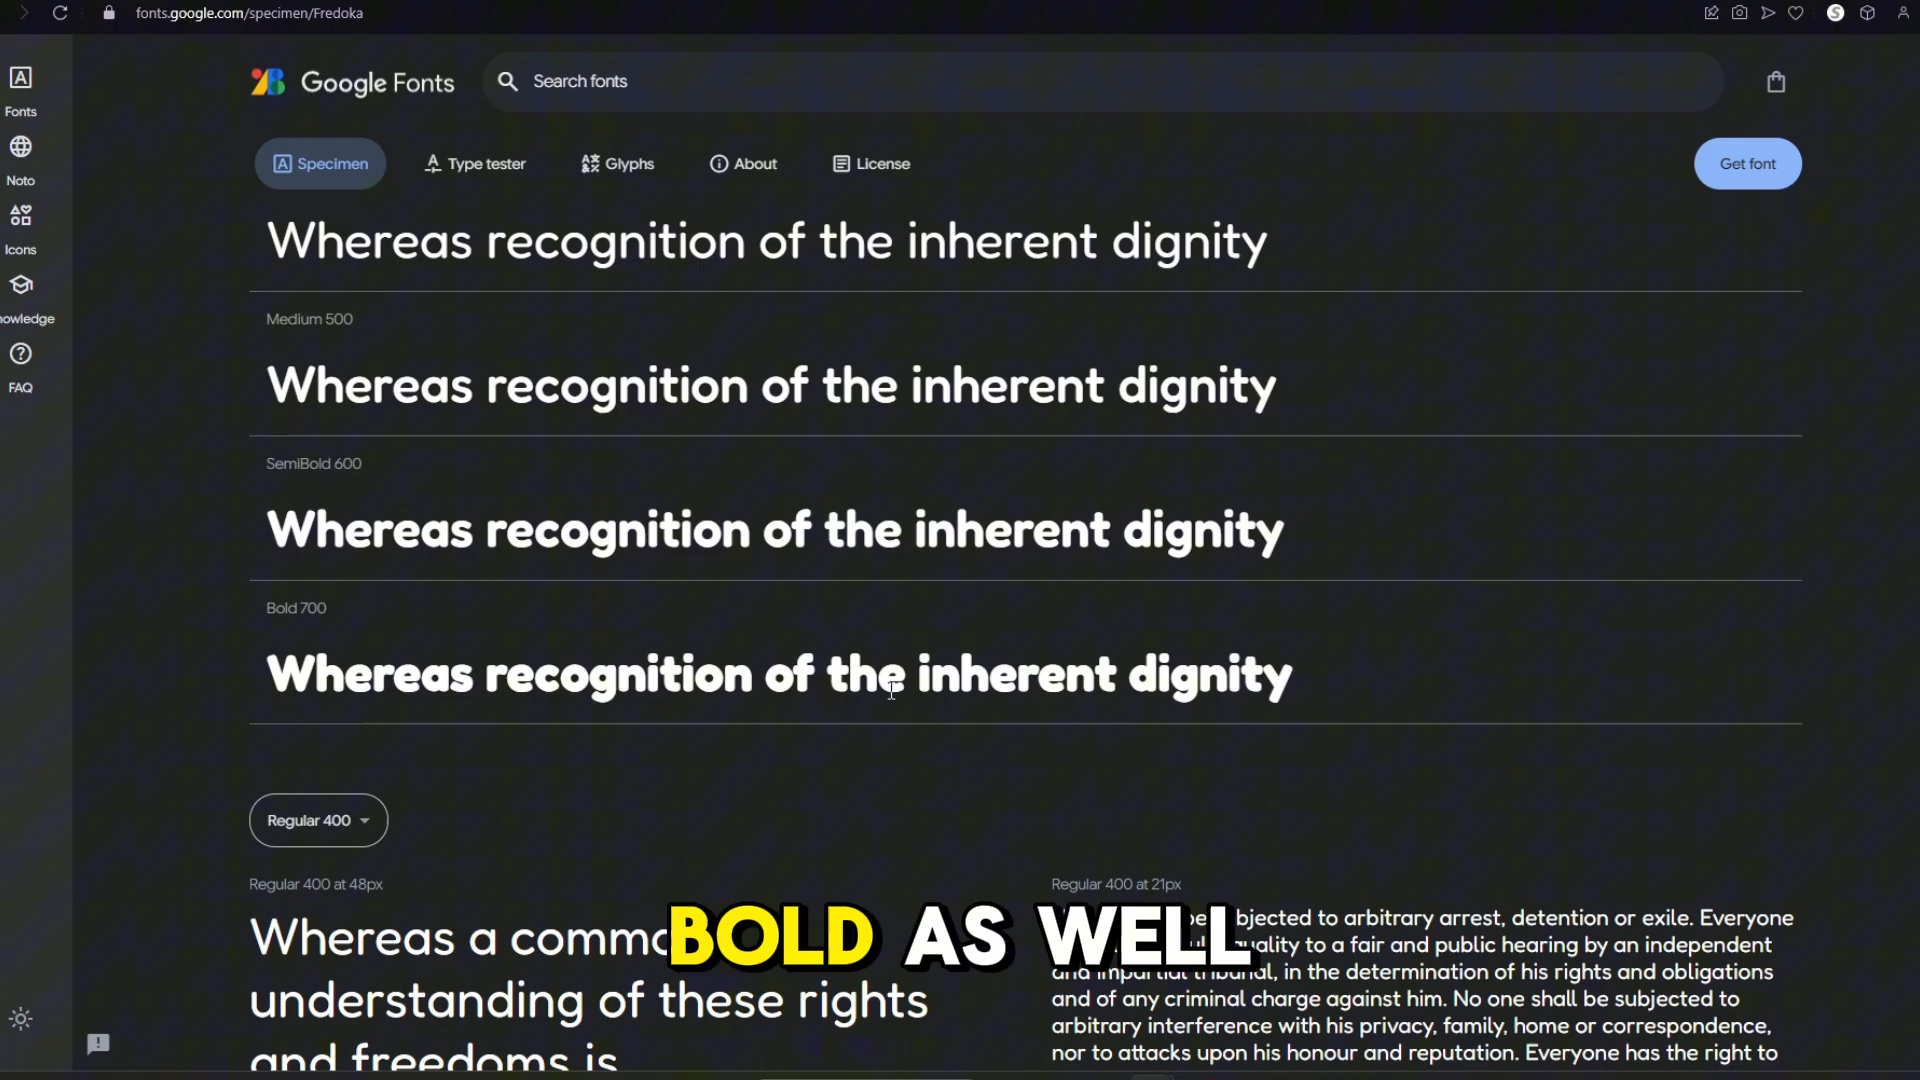 fonts.google.com/specimen/Fredoka
Google Fonts
Search fonts
Fonts
Noto
Icons
nowledge
FAQ
Specimen
Type tester
Glyphs
About
License
Get font
Whereas recognition of the inherent dignity
Medium 500
Whereas recognition of the inherent dignity
SemiBold 600
Whereas recognition of the inherent dignity
Bold 700
Whereas recognition of the inherent dignity
Regular 400
Regular 400 at 48px
Whereas a comm
understanding of these rights
and freedoms is
BOLD AS WELL
Regular 400 at 21px
bjected to arbitrary arrest, detention or exile. Everyone
quality to a fair and public hearing by an independent
and impartial tribunal, in the determination of his rights and obligations
and of any criminal charge against him. No one shall be subjected to
arbitrary interference with his privacy, family, home or correspondence,
nor to attacks upon his honour and reputation. Everyone has the right to